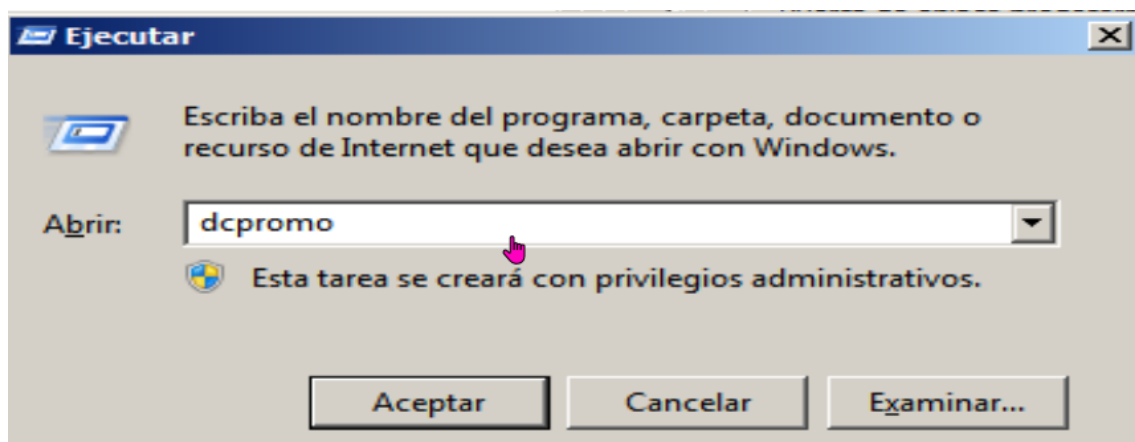 Ejecutar
Escriba el nombre del programa, carpeta, documento o
recurso de Internet que desea abrir con Windows.
Abrir:
dcpromo
Esta tarea se creará con privilegios administrativos.
Aceptar
Cancelar
Examinar...